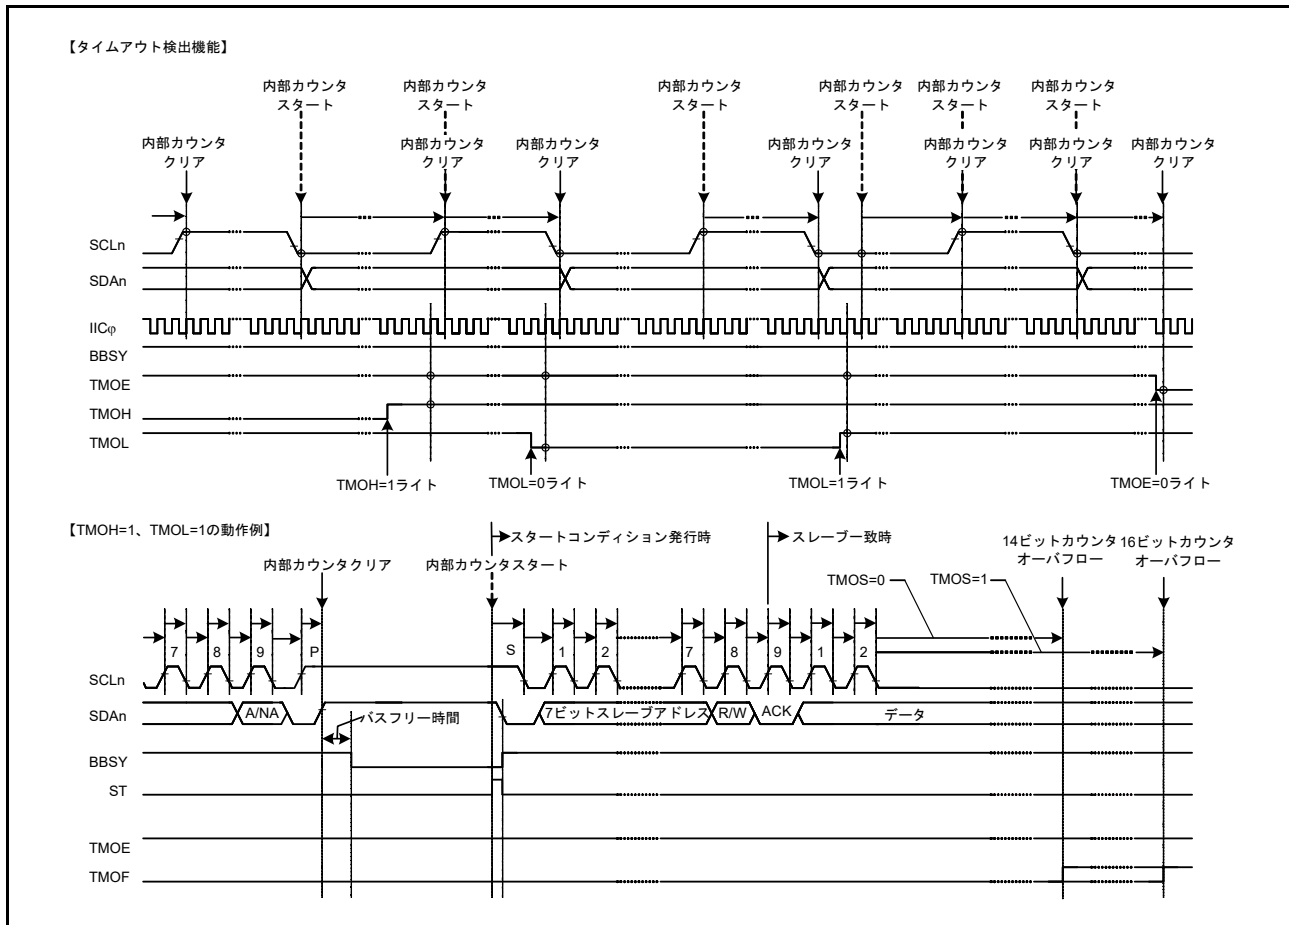 【タイムアウト検出機能】
内部カウンタ
スタート
内部カウンタ
スタート
内部カウンタ
スタート
内部カウンタ
スタート
内部カウンタ
スタート
内部カウンタ
スタート
内部カウンタ
クリア
内部カウンタ
クリア
内部カウンタ
クリア
内部カウンタ
クリア
内部カウンタ
クリア
内部カウンタ
クリア
内部カウンタ
クリア
SCLn
SDAn
IICφ
BBSY
TMOE
TMOH
TMOL
TMOH=1ライト
TMOL=0ライト
TMOL=1ライト
TMOE=0ライト
【TMOH=1、TMOL=1の動作例】
スタートコンディション発行時
スレーブ一致時
14ビットカウンタ
オーバフロー
16ビットカウンタ
オーバフロー
内部カウンタクリア
内部カウンタスタート
TMOS=0
TMOS=1
7 8 9 P S 1 2 7 8 9 1 2
SCLn
SDAn
A/NA
バスフリー時間
7ビットスレーブアドレス
R/W
ACK
データ
BBSY
ST
TMOE
TMOF